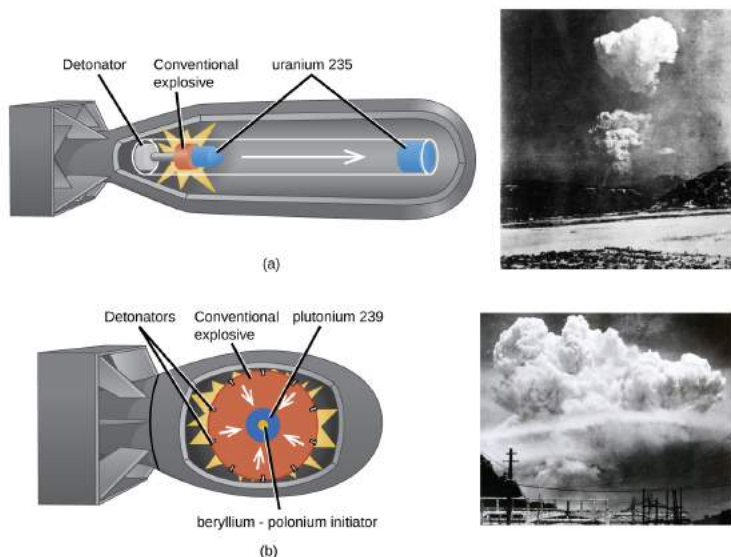 Detonator
Conventional
explosive
uranium 235
(a)
Detonators
Conventional
explosive
plutonium 239
beryllium - polonium initiator
(b)